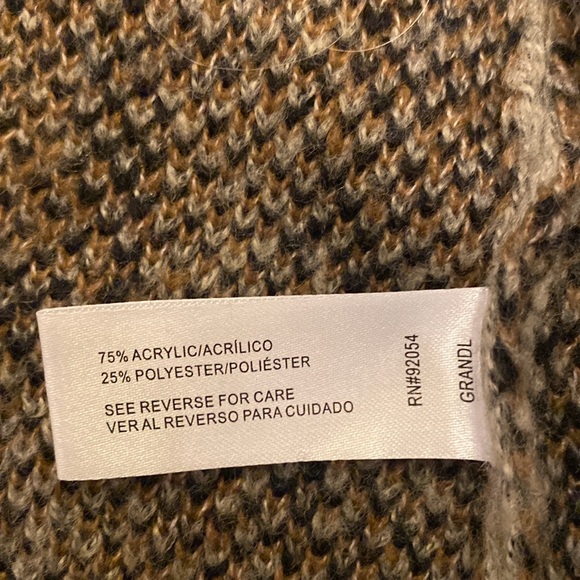 75% ACRYLIC/ACRÍLICO
25% POLYESTER/POLIÉSTER
SEE REVERSE FOR CARE
VER AL REVERSO PARA CUIDADO
RN#92054
GRANDL